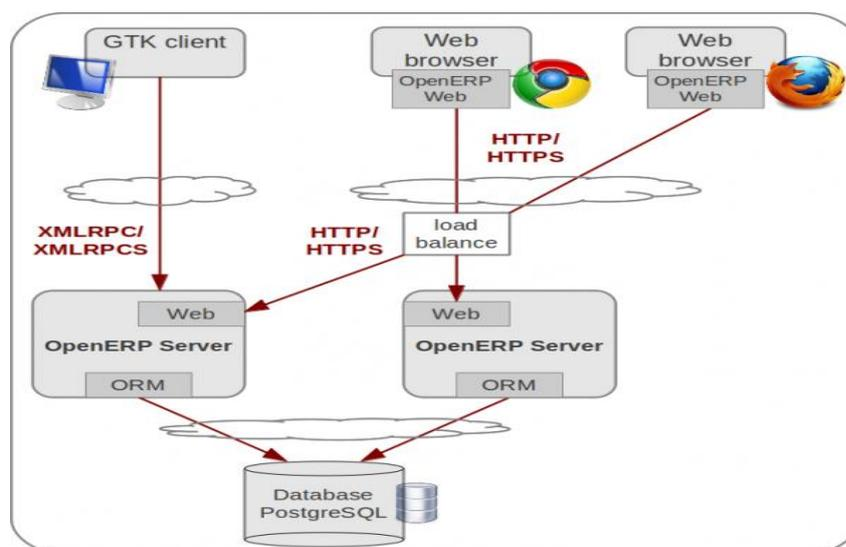 GTK client
Web
browser
OpenERP
Web
Web
browser
OpenERP
Web
HTTP/
HTTPS
XMLRPC/
XMLRPCS
HTTP/
HTTPS
load
balance
Web
OpenERP Server
ORM
Web
OpenERP Server
ORM
Database
PostgreSQL